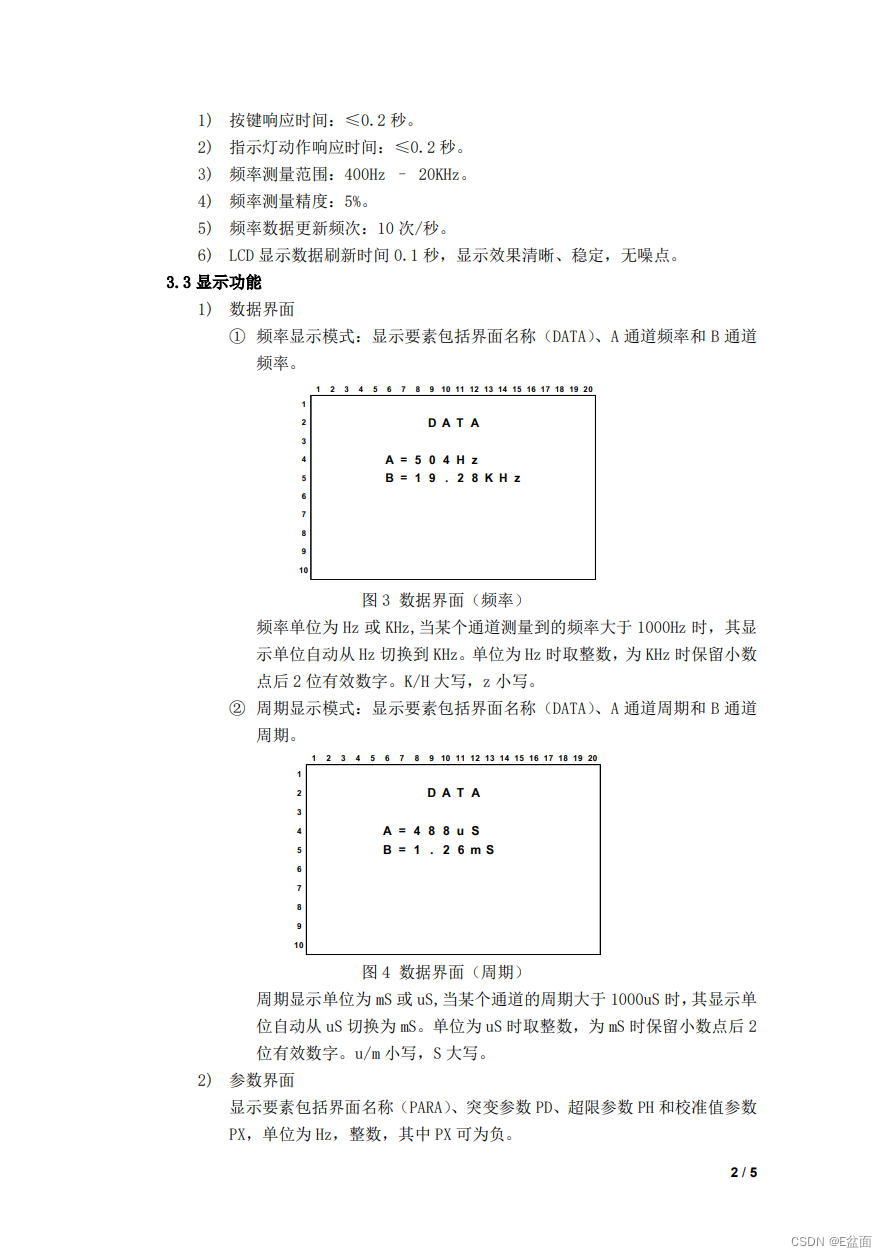 1) 按键响应时间：≤0.2 秒。
2) 指示灯动作响应时间：≤0.2 秒。
3) 频率测量范围：400Hz – 20KHz。
4) 频率测量精度：5%。
5) 频率数据更新频次：10 次/秒。
6) LCD 显示数据刷新时间 0.1 秒，显示效果清晰、稳定，无噪点。
3.3 显示功能
1) 数据界面
① 频率显示模式：显示要素包括界面名称（DATA）、A 通道频率和 B 通道
频率。
1 2 3 4 5 6 7 8 9 10 11 12 13 14 15 16 17 18 19 20
1
2 DATA
3
4 A=504Hz
5 B=19.28KHz
6
7
8
9
10
图 3 数据界面（频率）
频率单位为 Hz 或 KHz,当某个通道测量到的频率大于 1000Hz 时，其显
示单位自动从 Hz 切换到 KHz。单位为 Hz 时取整数，为 KHz 时保留小数
点后 2 位有效数字。K/H 大写，z 小写。
② 周期显示模式：显示要素包括界面名称（DATA）、A 通道周期和 B 通道
周期。
1 2 3 4 5 6 7 8 9 10 11 12 13 14 15 16 17 18 19 20
1
2 DATA
3
4 A=488uS
5 B=1.26mS
6
7
8
9
10
图 4 数据界面（周期）
周期显示单位为 mS 或 uS,当某个通道的周期大于 1000uS 时，其显示单
位自动从 uS 切换为 mS。单位为 uS 时取整数，为 mS 时保留小数点后 2
位有效数字。u/m 小写，S 大写。
2) 参数界面
显示要素包括界面名称（PARA）、突变参数 PD、超限参数 PH 和校准值参数
PX，单位为 Hz，整数，其中 PX 可为负。
2 / 5
CSDN @E盆面